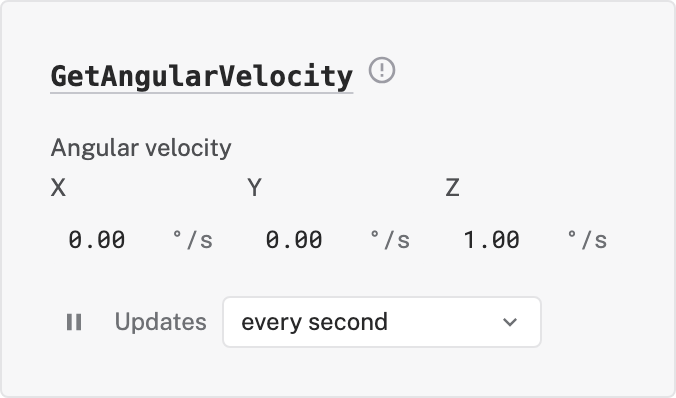 GetAngularVelocity
Angular velocity
X Y Z
0.00 °/s 0.00 °/s 1.00 °/s
Updates every second